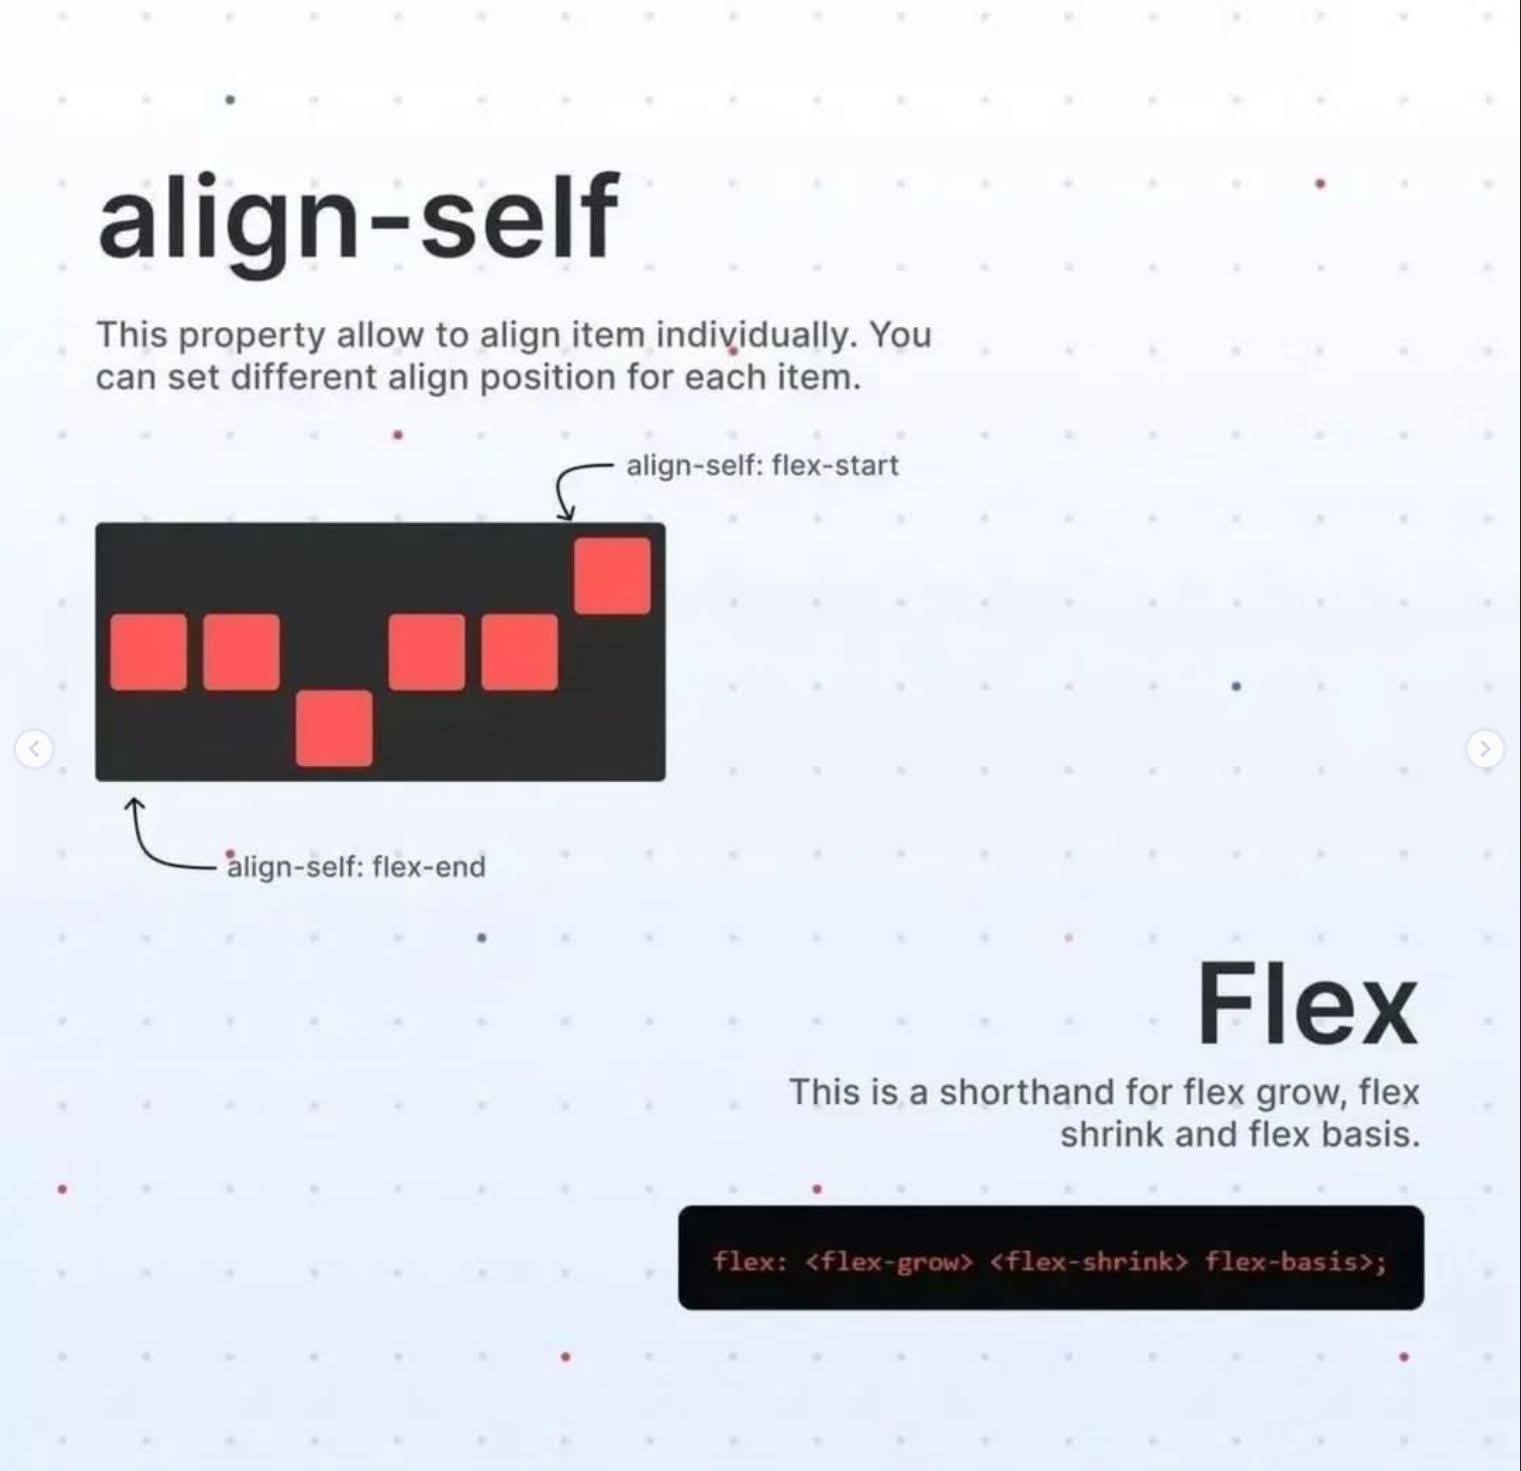 align-self
This property allow to align item individually. You
can set different align position for each item.
align-self: flex-start
align-self: flex-end
Flex
This is a shorthand for flex grow, flex
shrink and flex basis.
flex: <flex-grow> <flex-shrink> flex-basis>;